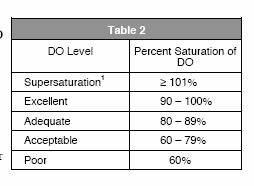 Table 2
DO Level Percent Saturation of
DO
Supersaturation¹ ≥ 101%
Excellent 90 – 100%
Adequate 80 – 89%
Acceptable 60 – 79%
Poor 60%